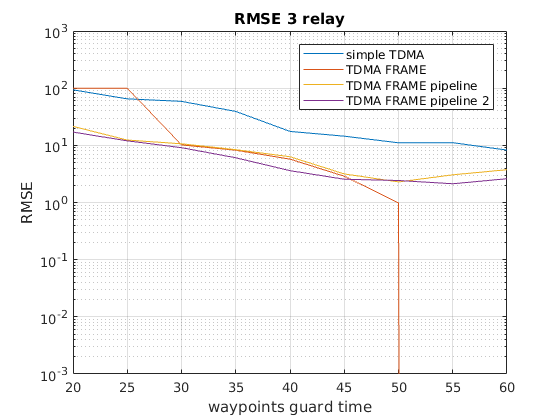 RMSE 3 relay
simple TDMA
TDMA FRAME
TDMA FRAME pipeline
TDMA FRAME pipeline 2
RMSE
10^3
10^2
10^1
10^0
10^-1
10^-2
10^-3
20 25 30 35 40 45 50 55 60
waypoints guard time